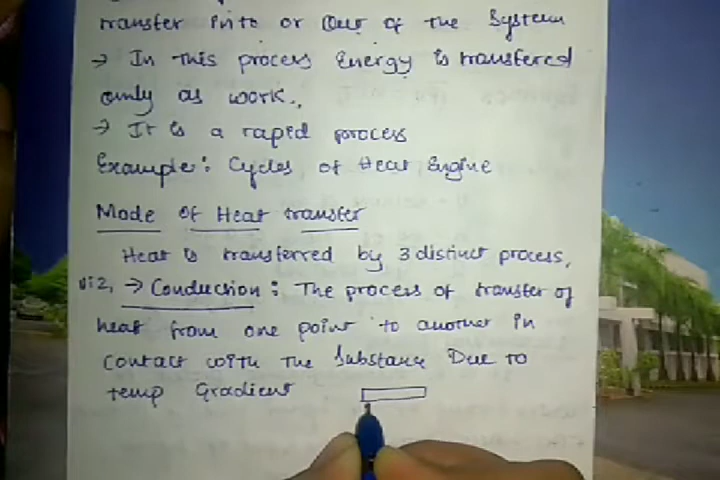 transfer into or Out of the System
→ In this process Energy is transferred
only as work.
→ It is a rapid process
Example: Cycles of Heat Engine
Mode of Heat transfer
Heat is transferred by 3 distinct process,
viz, → Conduction: The process of transfer of
heat from one point to another in
Contact with the Substance Due to
temp Gradient